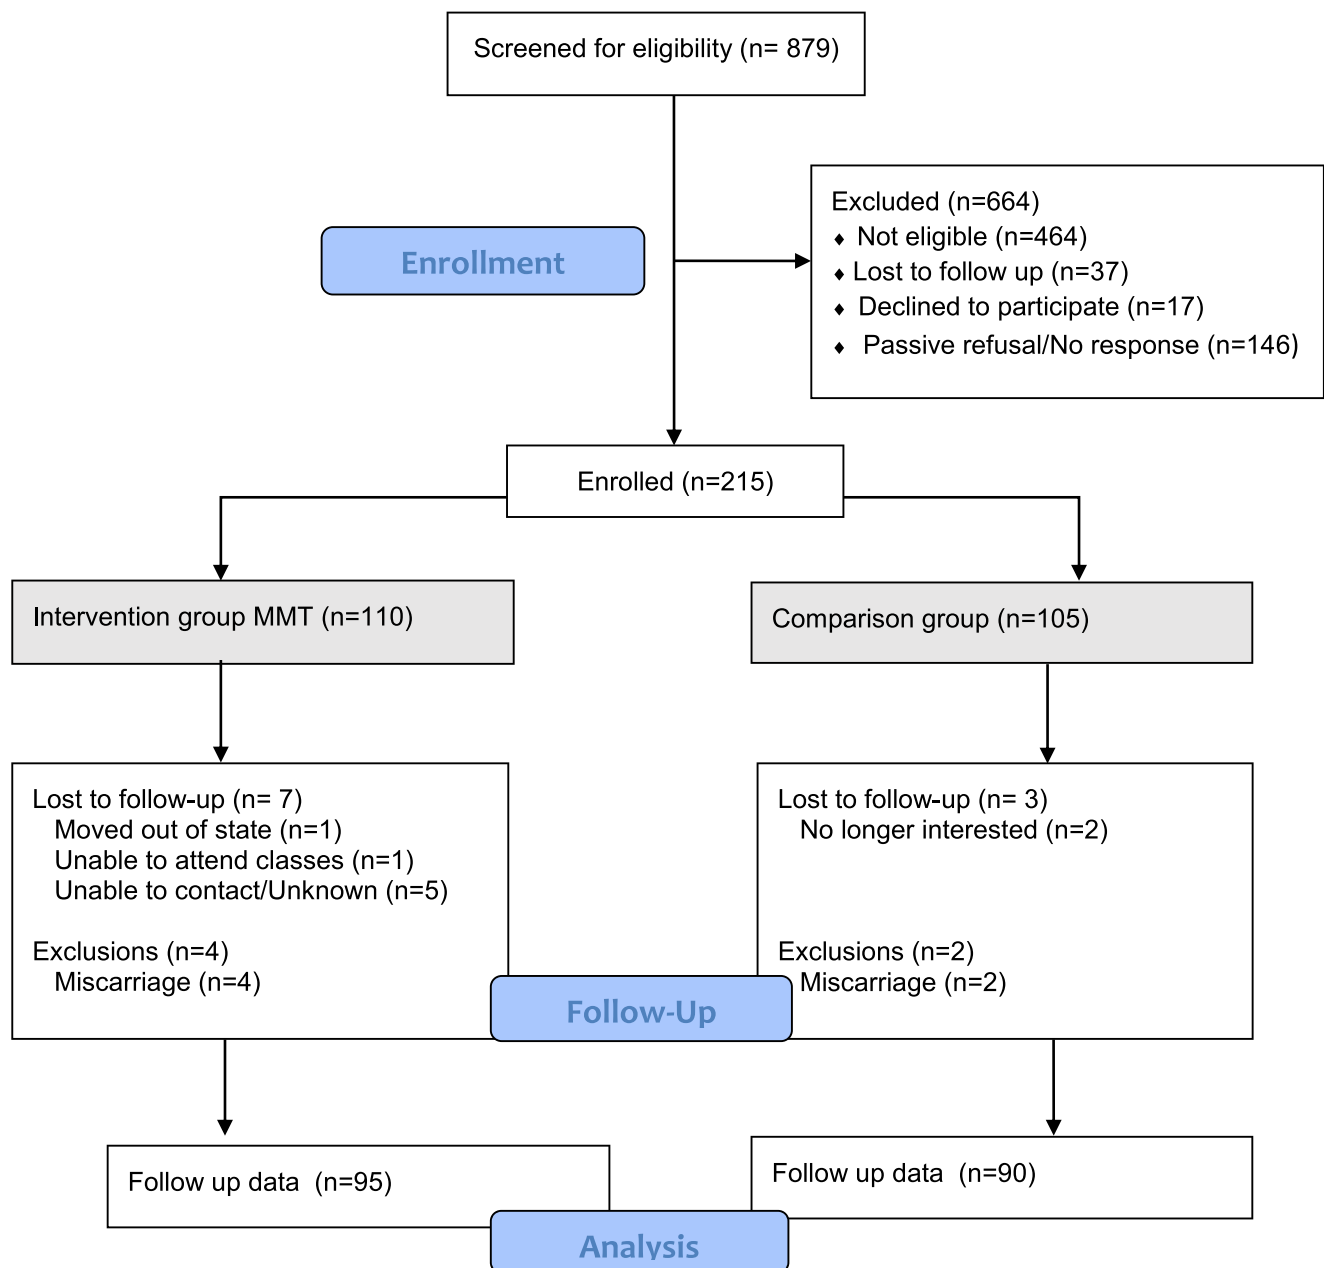 Screened for eligibility (n= 879)
Excluded (n=664)
♦ Not eligible (n=464)
♦ Lost to follow up (n=37)
♦ Declined to participate (n=17)
♦ Passive refusal/No response (n=146)
Enrollment
Enrolled (n=215)
Intervention group MMT (n=110)
Comparison group (n=105)
Lost to follow-up (n= 7)
Moved out of state (n=1)
Unable to attend classes (n=1)
Unable to contact/Unknown (n=5)
Exclusions (n=4)
Miscarriage (n=4)
Lost to follow-up (n= 3)
No longer interested (n=2)
Exclusions (n=2)
Miscarriage (n=2)
Follow-Up
Follow up data (n=95)
Follow up data (n=90)
Analysis